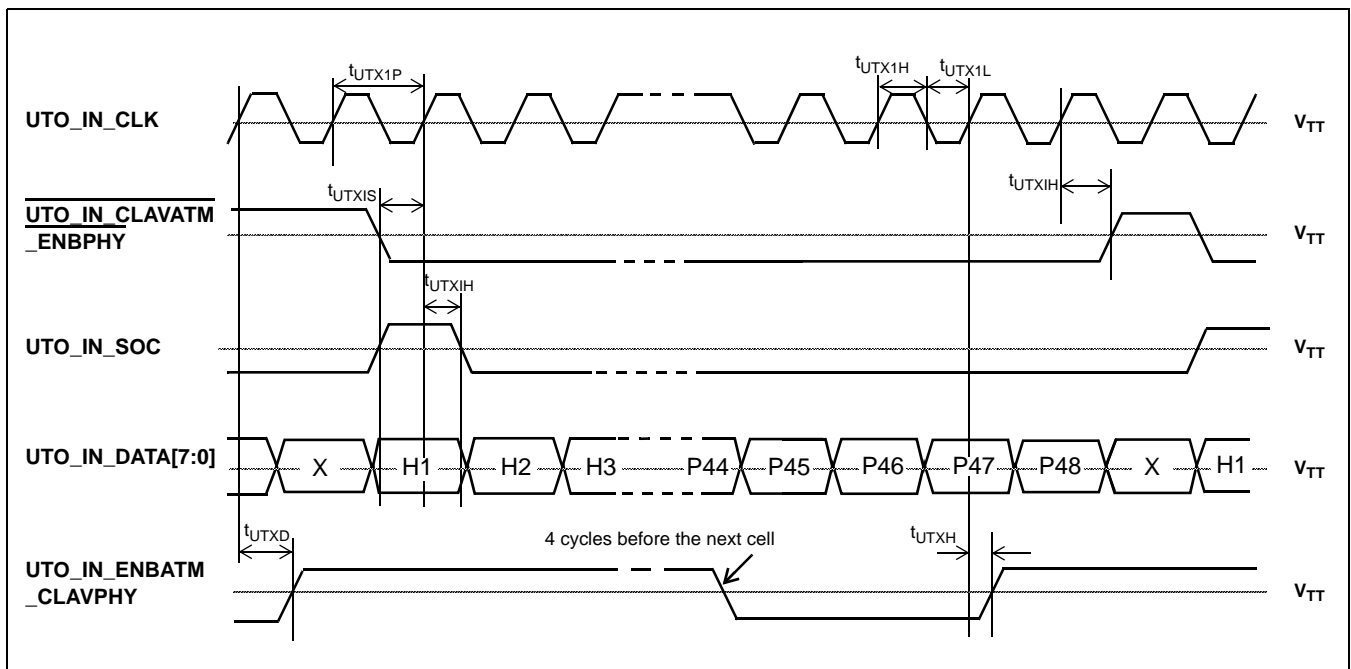 tUTX1P
tUTX1H
tUTX1L
UTO_IN_CLK
VTT
tUTXIS
tUTXIH
UTO_IN_CLAVATM
_ENBPHY
VTT
tUTXIH
UTO_IN_SOC
VTT
UTO_IN_DATA[7:0]
X H1 H2 H3 P44 P45 P46 P47 P48 X H1
VTT
tUTXD
4 cycles before the next cell
tUTXH
UTO_IN_ENBATM
_CLAVPHY
VTT